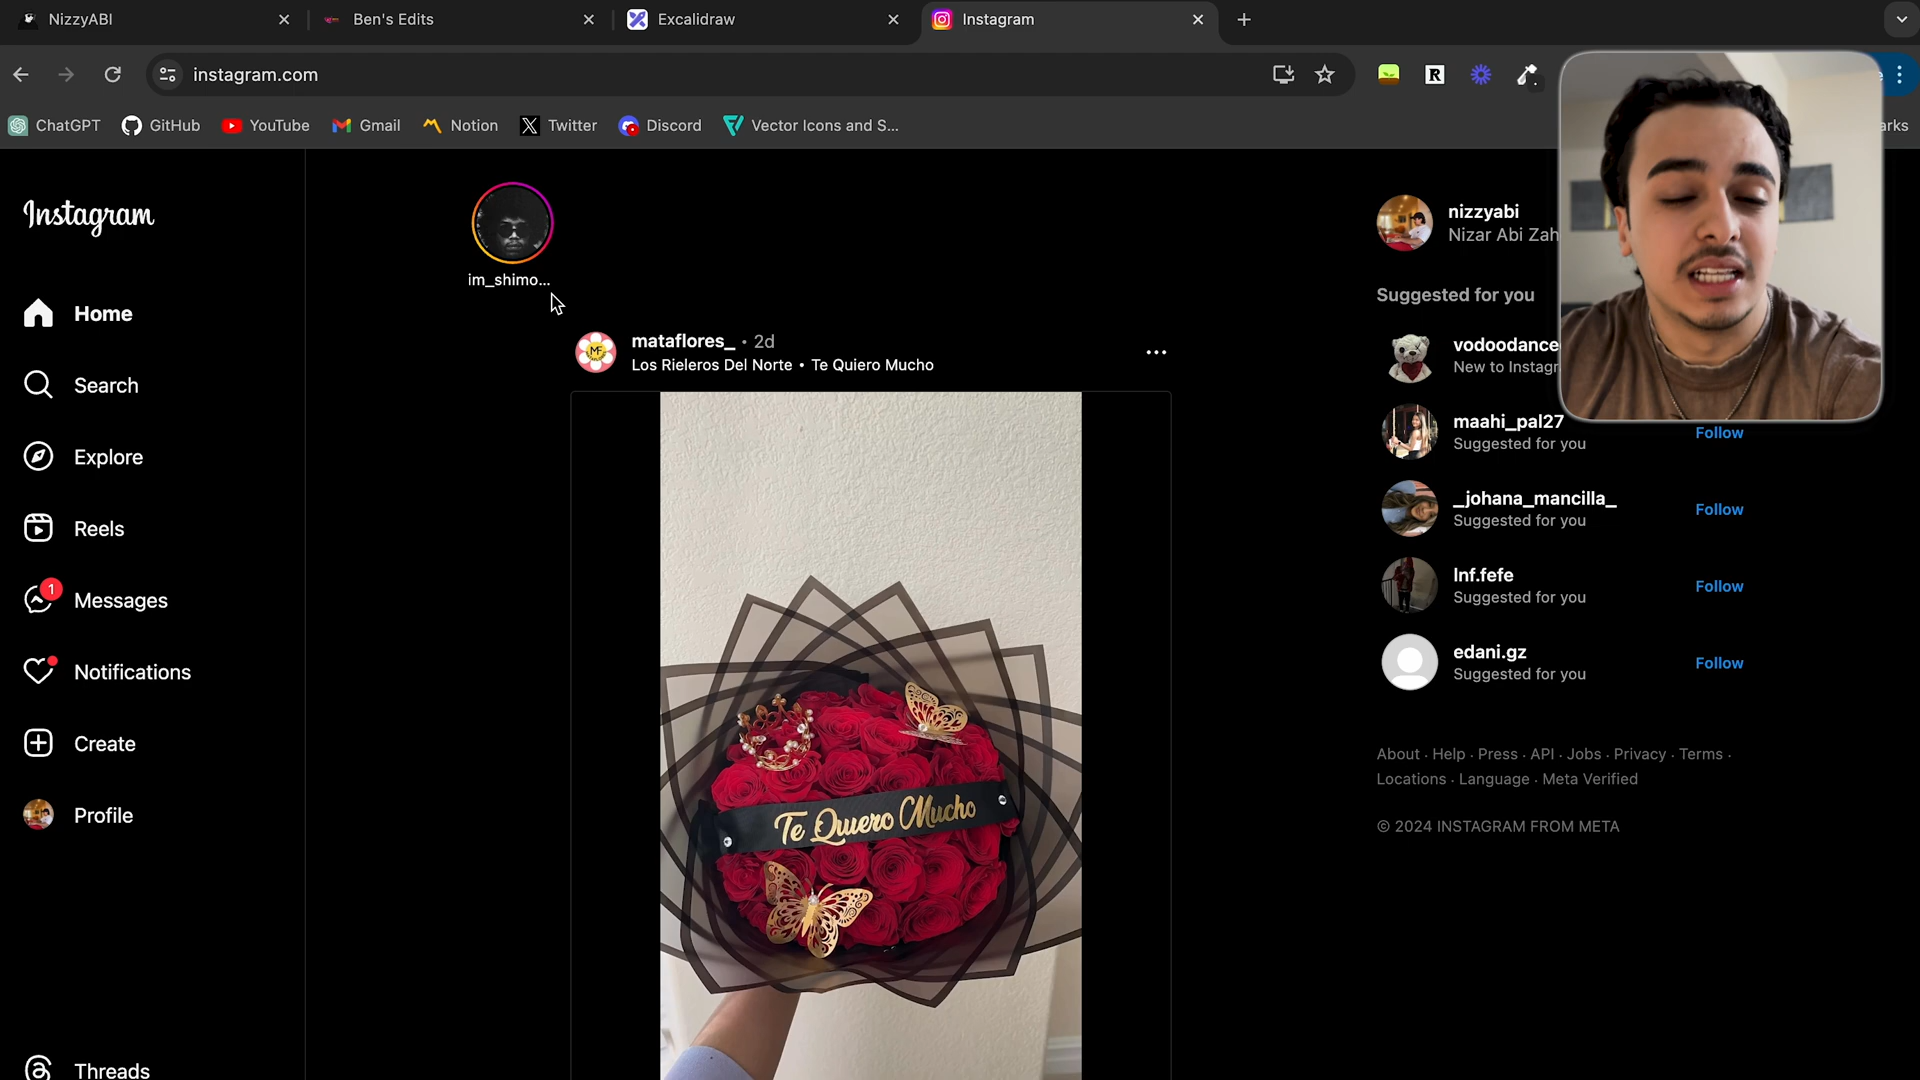 NizzyABI
Ben's Edits
Excalidraw
Instagram
instagram.com
ChatGPT
GitHub
YouTube
Gmail
Notion
Twitter
Discord
Vector Icons and S...
Instagram
Home
Search
Explore
Reels
1
Messages
Notifications
Create
Profile
Threads
im_shimo...
mataflores_ • 2d
Los Rieleros Del Norte • Te Quiero Mucho
MF
Te Quiero Mucho
nizzyabi
Nizar Abi Zah
Suggested for you
vodoodance
New to Instagr
maahi_pal27
Suggested for you
Follow
_johana_mancilla_
Suggested for you
Follow
lnf.fefe
Suggested for you
Follow
edani.gz
Suggested for you
Follow
About · Help · Press · API · Jobs · Privacy · Terms ·
Locations · Language · Meta Verified
© 2024 INSTAGRAM FROM META